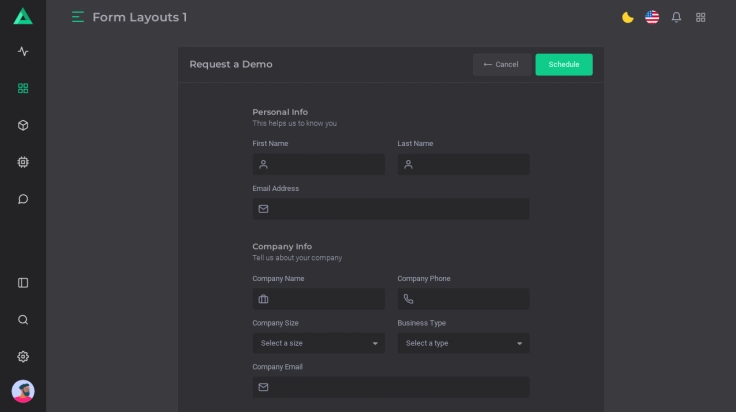 Form Layouts 1
Request a Demo
← Cancel
Schedule
Personal Info
This helps us to know you
First Name
Last Name
Email Address
Company Info
Tell us about your company
Company Name
Company Phone
Company Size
Business Type
Select a size
Select a type
Company Email